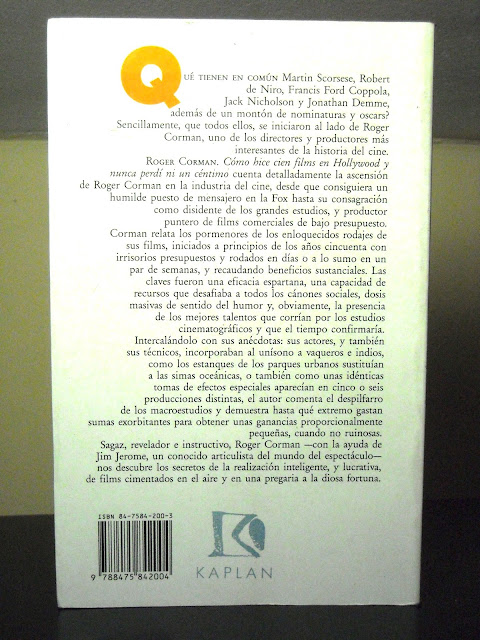 QUÉ TIENEN EN COMÚN Martin Scorsese, Robert
de Niro, Francis Ford Coppola,
Jack Nicholson y Jonathan Demme,
además de un montón de nominaturas y oscars?
Sencillamente, que todos ellos, se iniciaron al lado de Roger
Corman, uno de los directores y productores más
interesantes de la historia del cine.
ROGER CORMAN. Cómo hice cien films en Hollywood y
nunca perdí ni un céntimo cuenta detalladamente la ascensión
de Roger Corman en la industria del cine, desde que consiguiera un
humilde puesto de mensajero en la Fox hasta su consagración
como disidente de los grandes estudios, y productor
puntero de films comerciales de bajo presupuesto.
Corman relata los pormenores de los enloquecidos rodajes de
sus films, iniciados a principios de los años cincuenta con
irrisorios presupuestos y rodados en días o a lo sumo en un
par de semanas, y recaudando beneficios sustanciales. Las
claves fueron una eficacia espartana, una capacidad de
recursos que desafiaba a todos los cánones sociales, dosis
masivas de sentido del humor y, obviamente, la presencia
de los mejores talentos que corrían por los estudios
cinematográficos y que el tiempo confirmaría.
Intercalándolo con sus anécdotas: sus actores, y también
sus técnicos, incorporaban al unísono a vaqueros e indios,
como los estanques de los parques urbanos sustituían
a las simas oceánicas, o también como unas idénticas
tomas de efectos especiales aparecían en cinco o seis
producciones distintas, el autor comenta el despilfarro
de los macroestudios y demuestra hasta qué extremo gastan
sumas exorbitantes para obtener unas ganancias proporcionalmente
pequeñas, cuando no ruinosas.
Sagaz, revelador e instructivo, Roger Corman —con la ayuda de
Jim Jerome, un conocido articulista del mundo del espectáculo—
nos descubre los secretos de la realización inteligente, y lucrativa,
de films cimentados en el aire y en una pregaria a la diosa fortuna.
ISBN 84-7584-200-3
9 788475 842004
KAPLAN